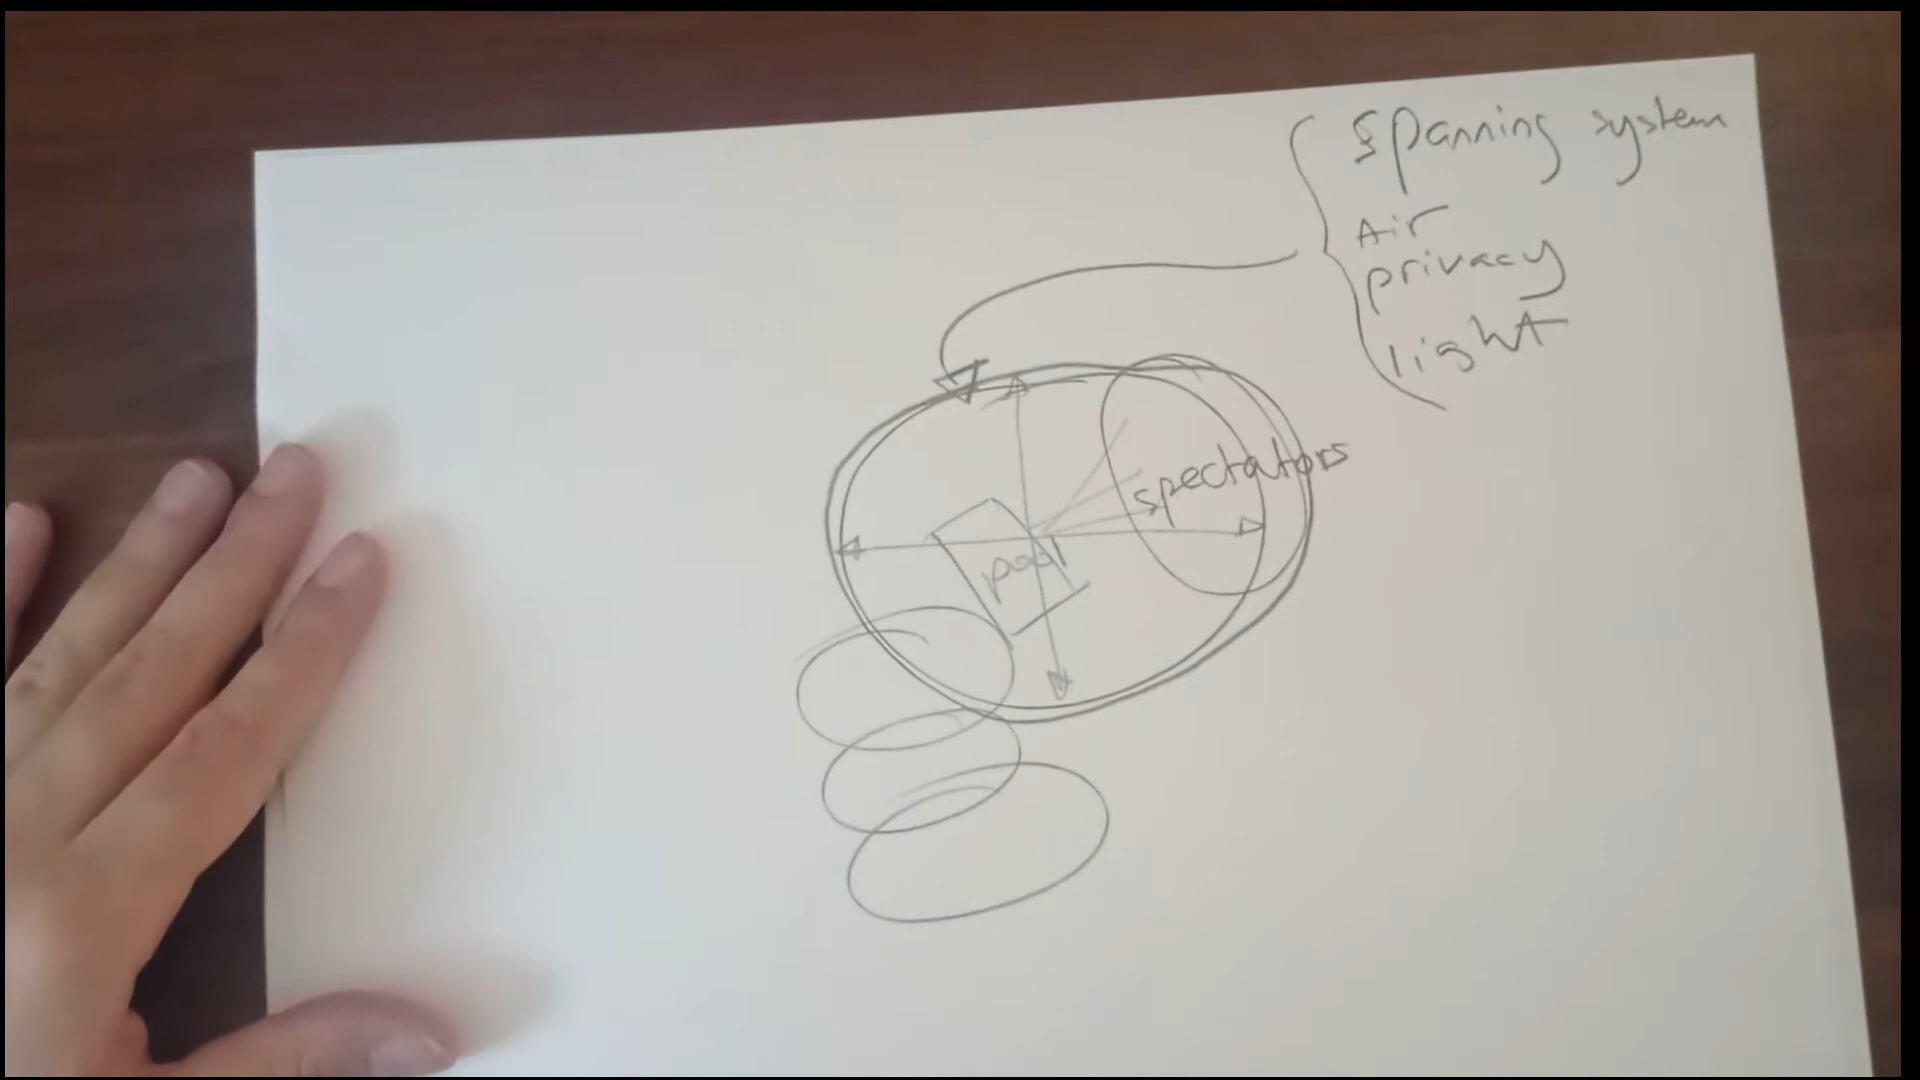 spanning system
Air
privacy
light
spectators
pool